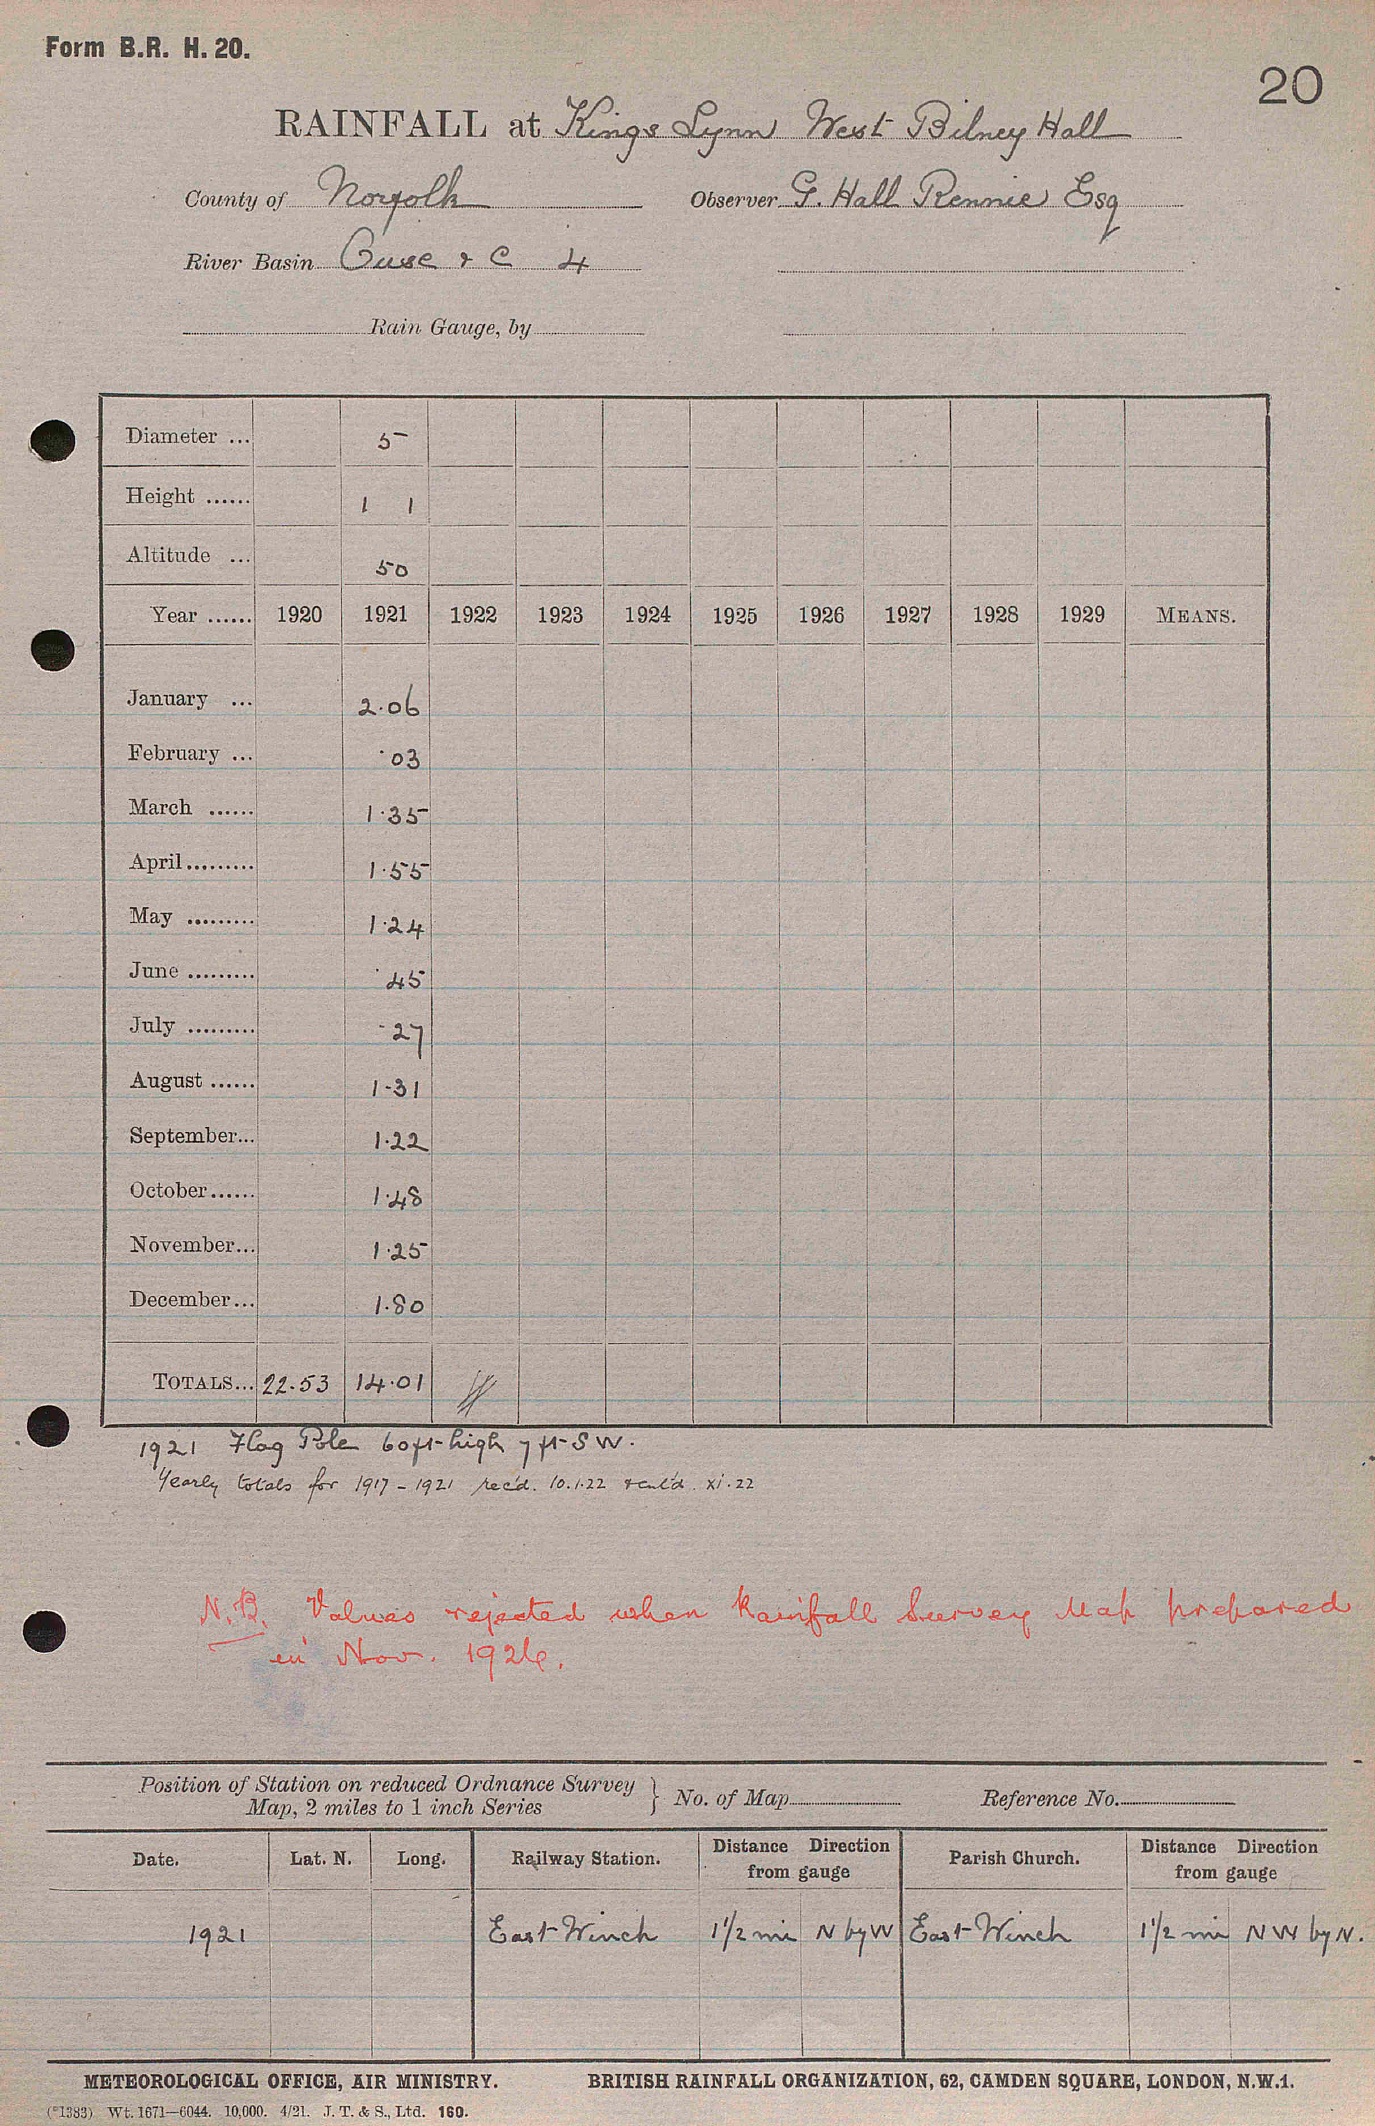 Form B.R. H. 20.
20
RAINFALL at Kings Lynn West Bilney Hall
County of Norfolk Observer G. Hall Rennie Esq
River Basin Ouse & C 4
Rain Gauge, by
Diameter ... 5
Height ...... 1 1
Altitude ... 50
Year ...... 1920 1921 1922 1923 1924 1925 1926 1927 1928 1929 MEANS.
January ... 2.06
February ... .03
March ...... 1.35
April ......... 1.55
May ......... 1.24
June ......... .45
July ......... .27
August ...... 1.31
September... 1.22
October...... 1.48
November... 1.25
December... 1.80
TOTALS... 22.53 14.01
1921 Flag Pole 60ft high 7 ft SW.
Yearly totals for 1917 - 1921 rec'd. 10.1.22 xi.22
N.B. Values rejected when Rainfall Survey Map prepared
in Nov. 1926.
Position of Station on reduced Ordnance Survey
Map, 2 miles to 1 inch Series } No. of Map Reference No.
Date. Lat. N. Long. Railway Station. Distance Direction from gauge Parish Church. Distance Direction from gauge
1921 East Winch 1 1/2 mi N by W East Winch 1 1/2 mi NW by N.
METEOROLOGICAL OFFICE, AIR MINISTRY. BRITISH RAINFALL ORGANIZATION, 62, CAMDEN SQUARE, LONDON, N.W.1.
(*1383) Wt. 1671—6044. 10,000. 4/21. J. T. & S., Ltd. 160.